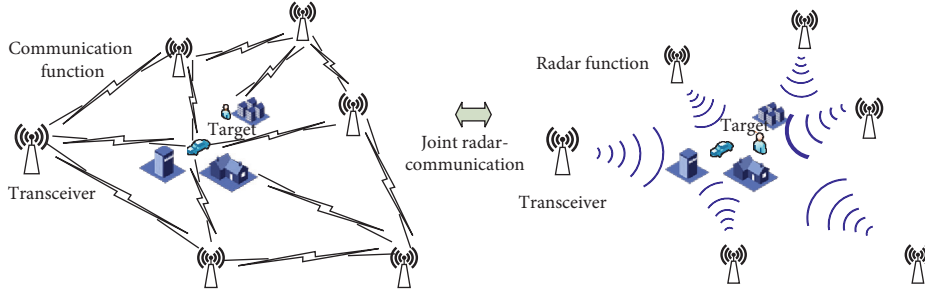 Communication
function
Target
Transceiver
Joint radar-
communication
Radar function
Target
Transceiver